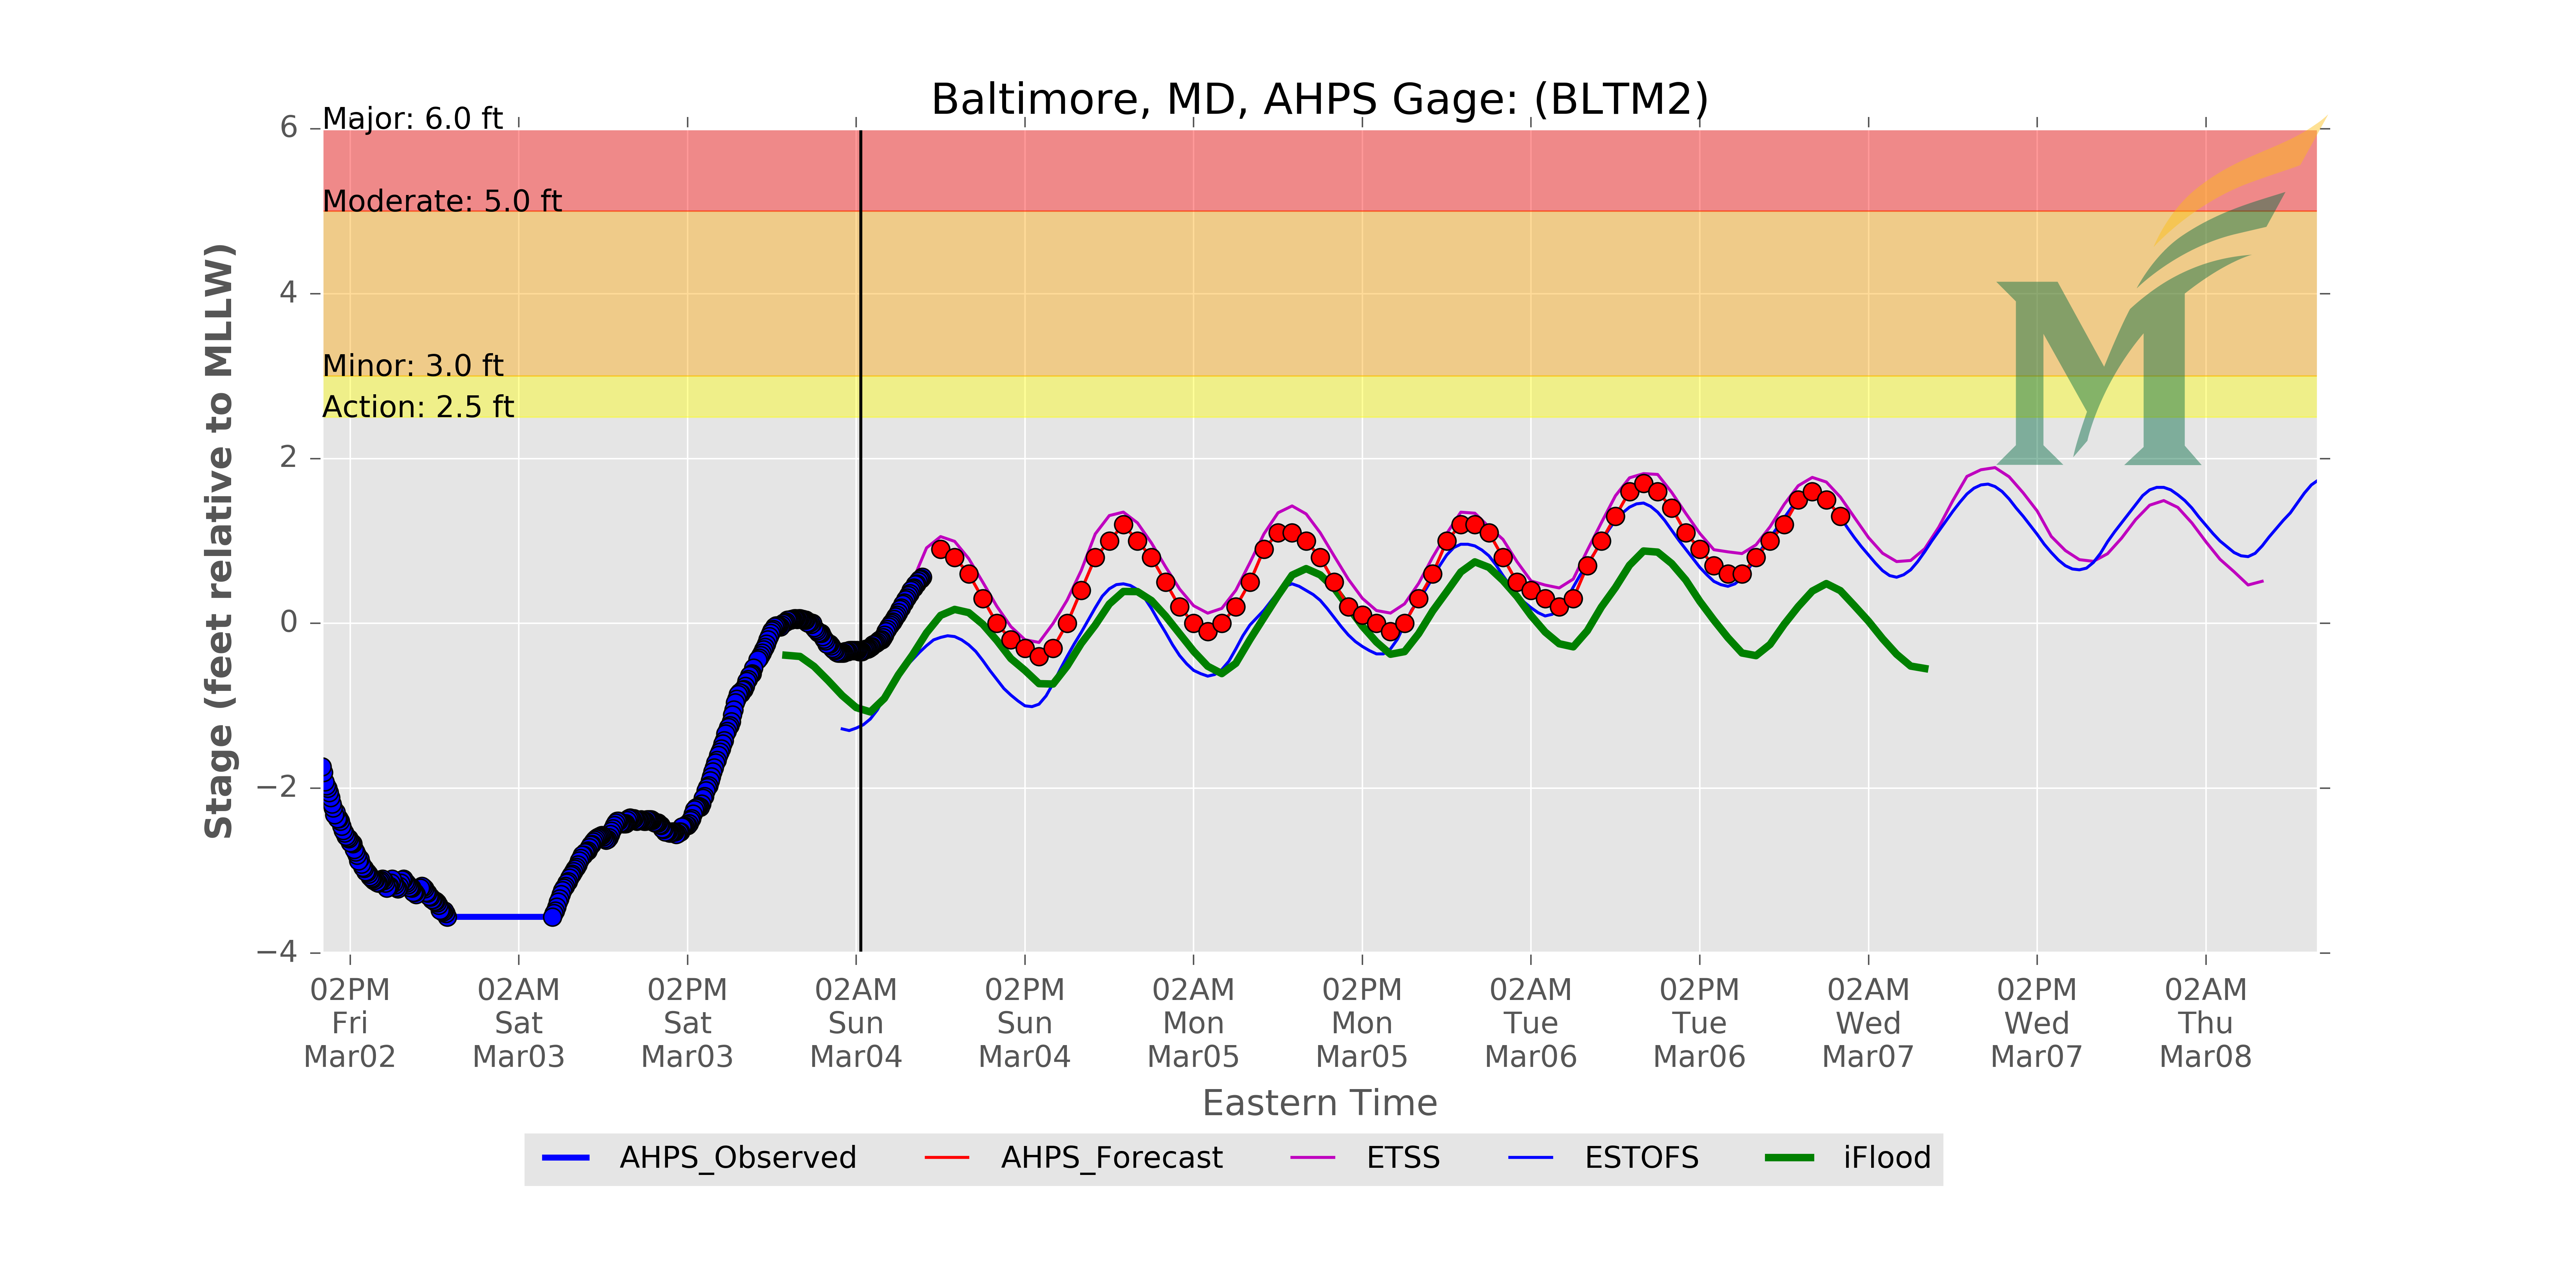 Baltimore, MD, AHPS Gage: (BLTM2)
Major: 6.0 ft
Moderate: 5.0 ft
Minor: 3.0 ft
Action: 2.5 ft
Stage (feet relative to MLLW)
6
4
2
0
−2
−4
02PM
Fri
Mar02
02AM
Sat
Mar03
02PM
Sat
Mar03
02AM
Sun
Mar04
02PM
Sun
Mar04
02AM
Mon
Mar05
02PM
Mon
Mar05
02AM
Tue
Mar06
02PM
Tue
Mar06
02AM
Wed
Mar07
02PM
Wed
Mar07
02AM
Thu
Mar08
Eastern Time
AHPS_Observed
AHPS_Forecast
ETSS
ESTOFS
iFlood
M